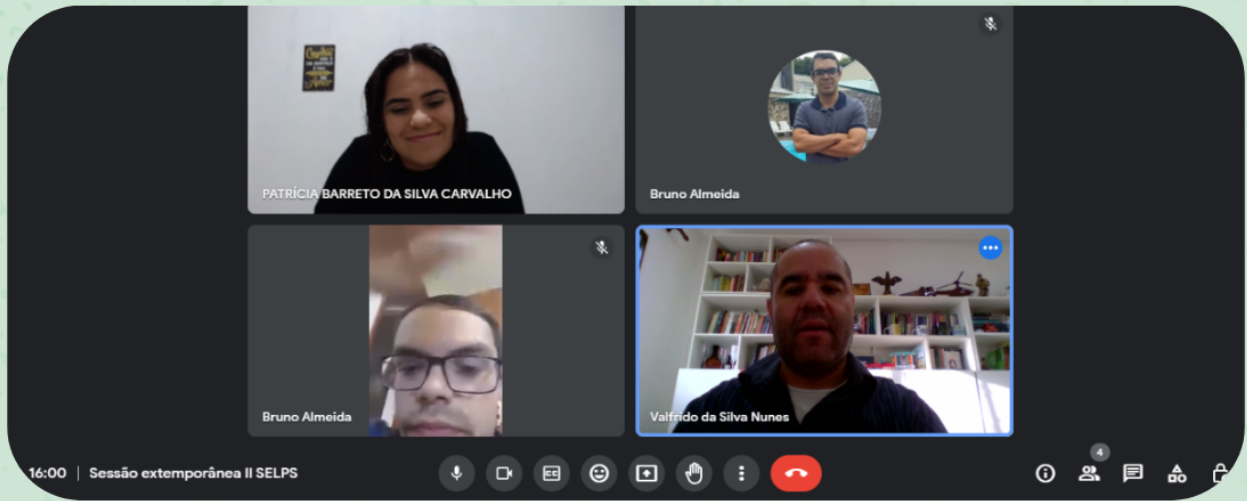 PATRÍCIA BARRETO DA SILVA CARVALHO
Bruno Almeida
Bruno Almeida
Valfrido da Silva Nunes
4
16:00 | Sessão extemporânea II SELPS
CC